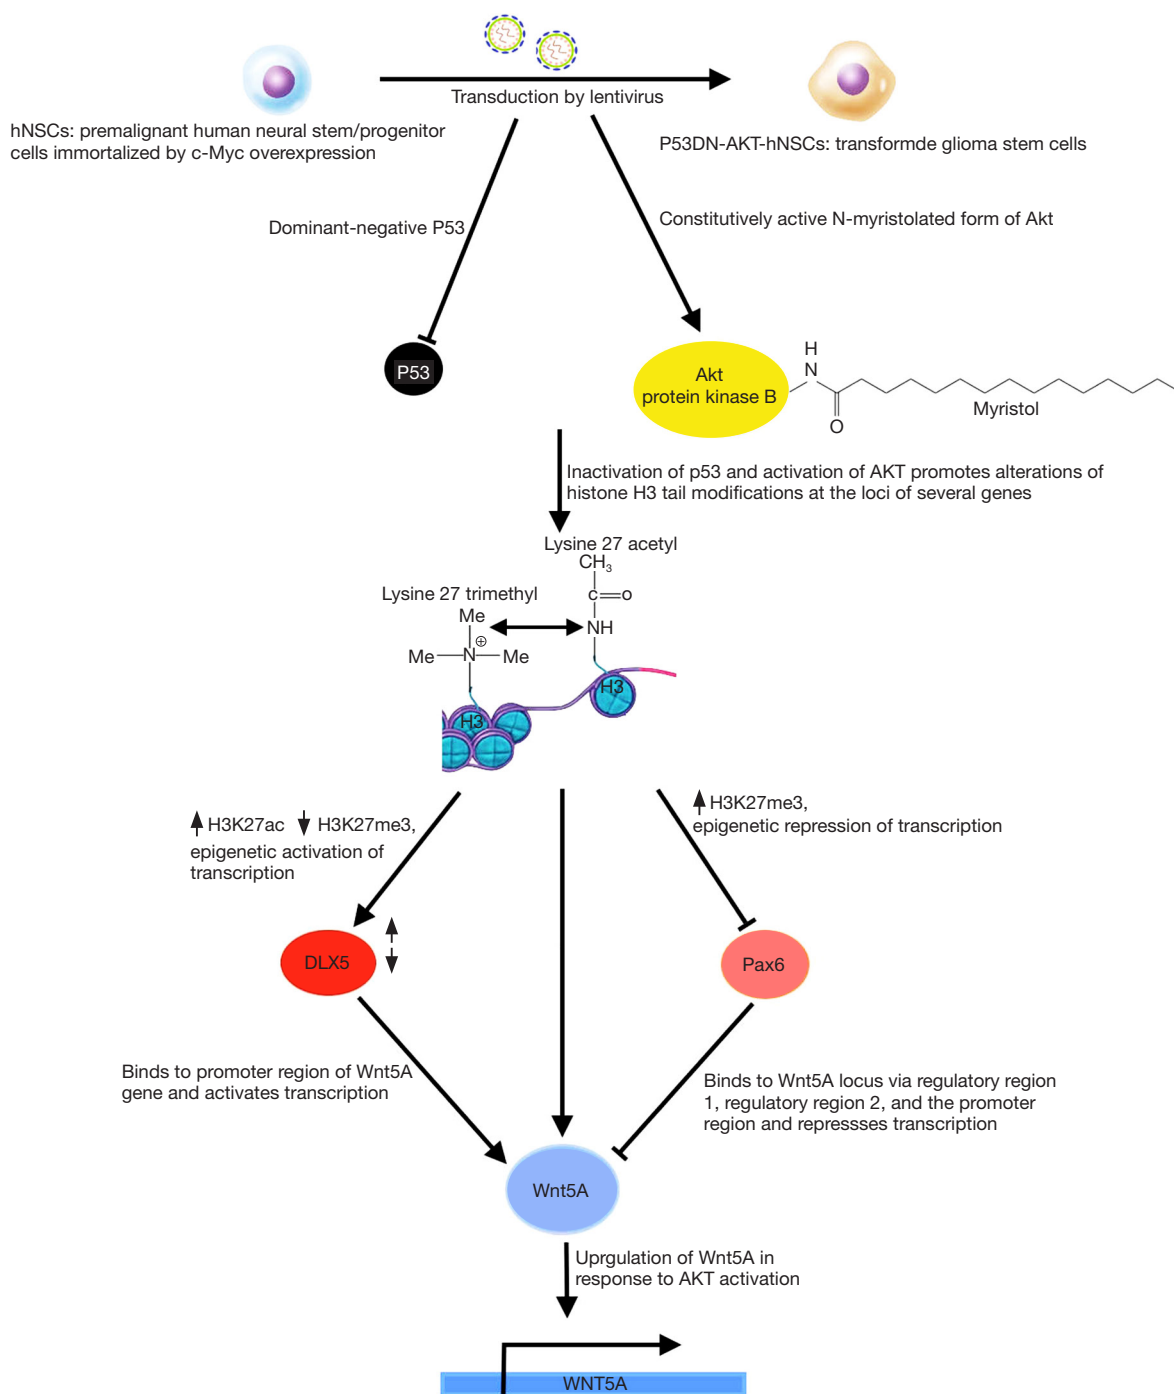 Transduction by lentivirus
hNSCs: premalignant human neural stem/progenitor
cells immortalized by c-Myc overexpression
P53DN-AKT-hNSCs: transformde glioma stem cells
Dominant-negative P53
Constitutively active N-myristolated form of Akt
P53
Akt
protein kinase B
H
N
O
Myristol
Inactivation of p53 and activation of AKT promotes alterations of
histone H3 tail modifications at the loci of several genes
Lysine 27 acetyl
CH3
C=O
NH
Lysine 27 trimethyl
Me
⊕
Me—N—Me
H3
H3
H3K27ac H3K27me3,
epigenetic activation of
transcription
H3K27me3,
epigenetic repression of transcription
DLX5
Pax6
Binds to promoter region of Wnt5A
gene and activates transcription
Binds to Wnt5A locus via regulatory region
1, regulatory region 2, and the promoter
region and repressses transcription
Wnt5A
Uprgulation of Wnt5A in
response to AKT activation
WNT5A